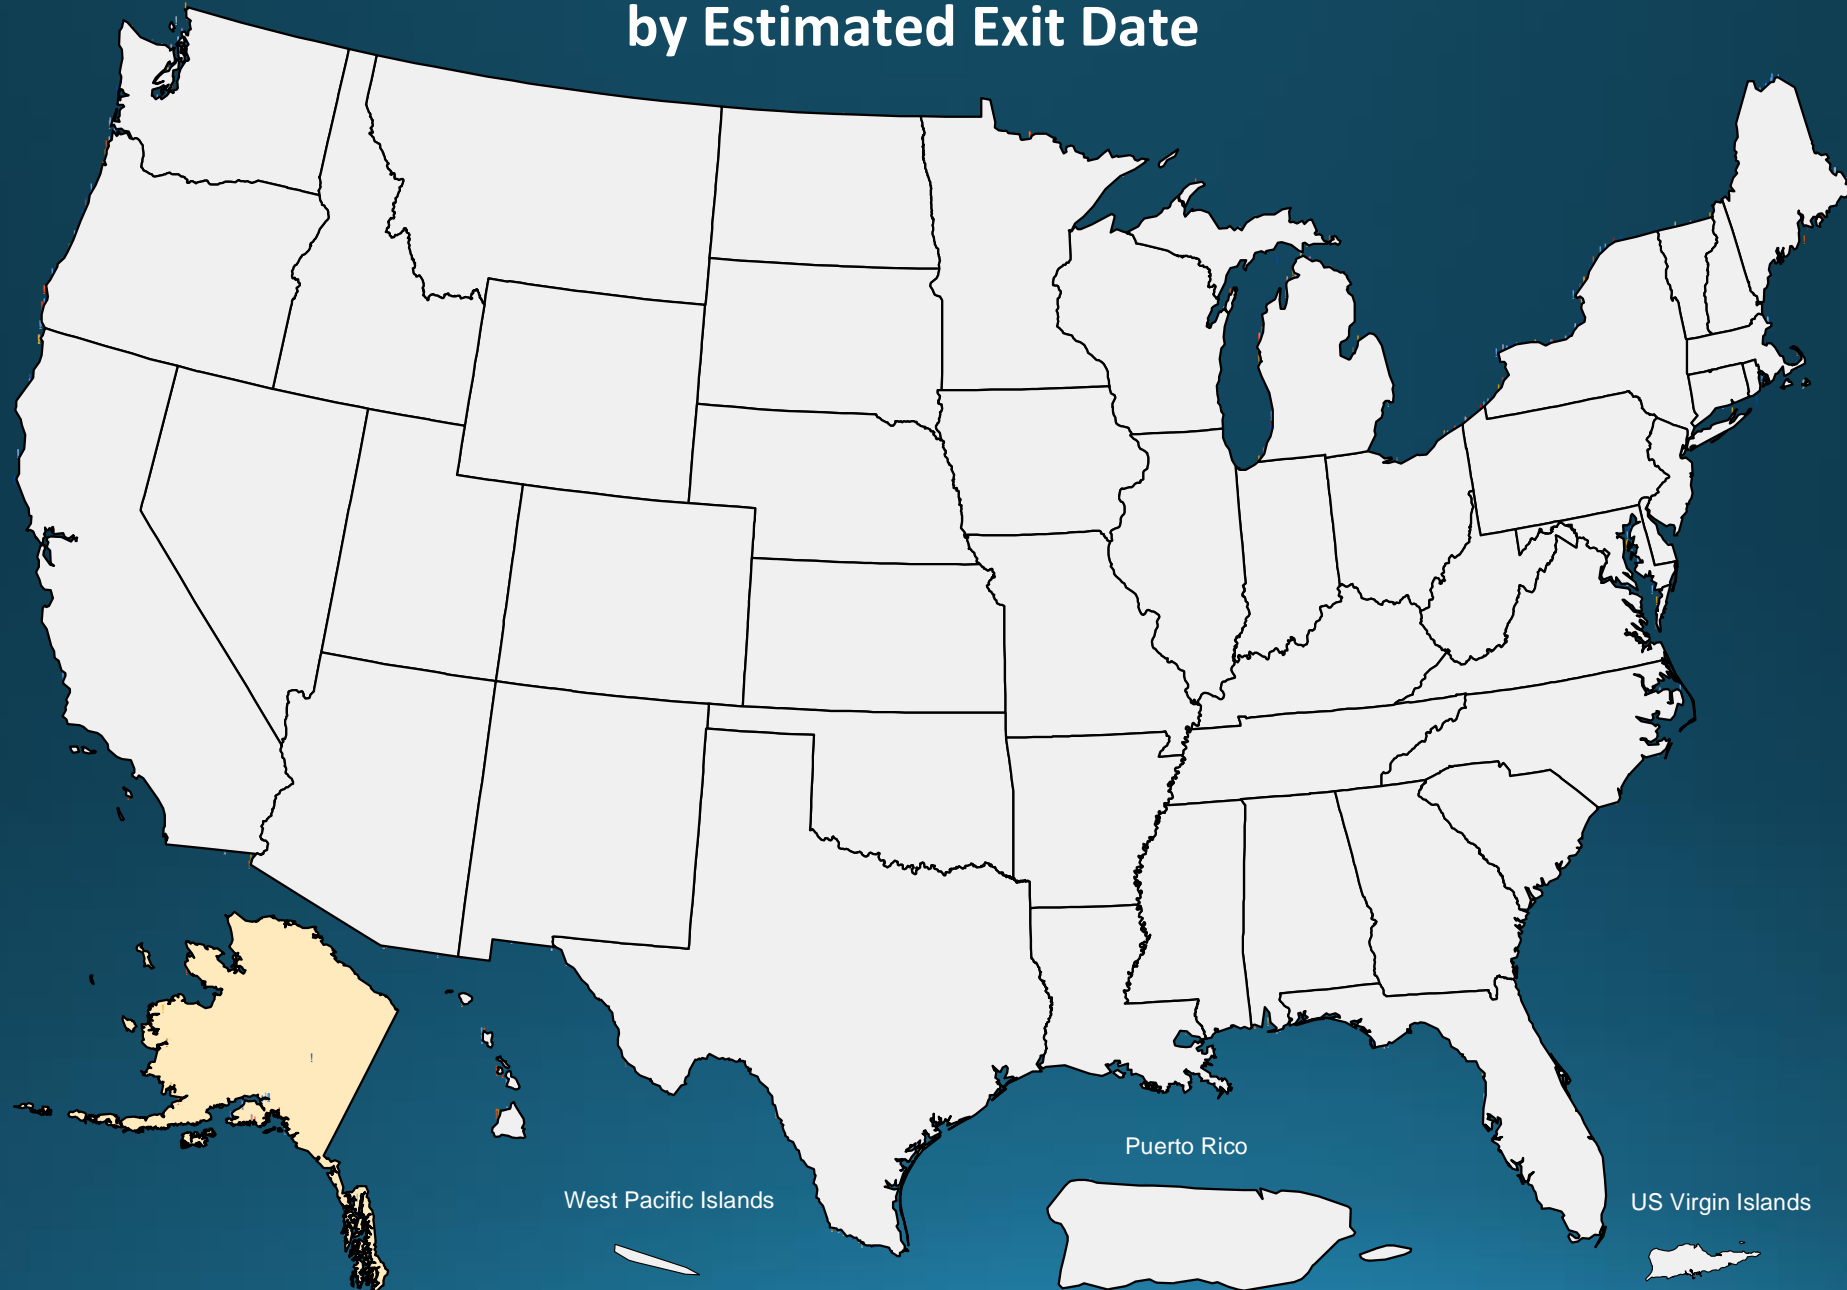 by Estimated Exit Date
Puerto Rico
West Pacific Islands
US Virgin Islands